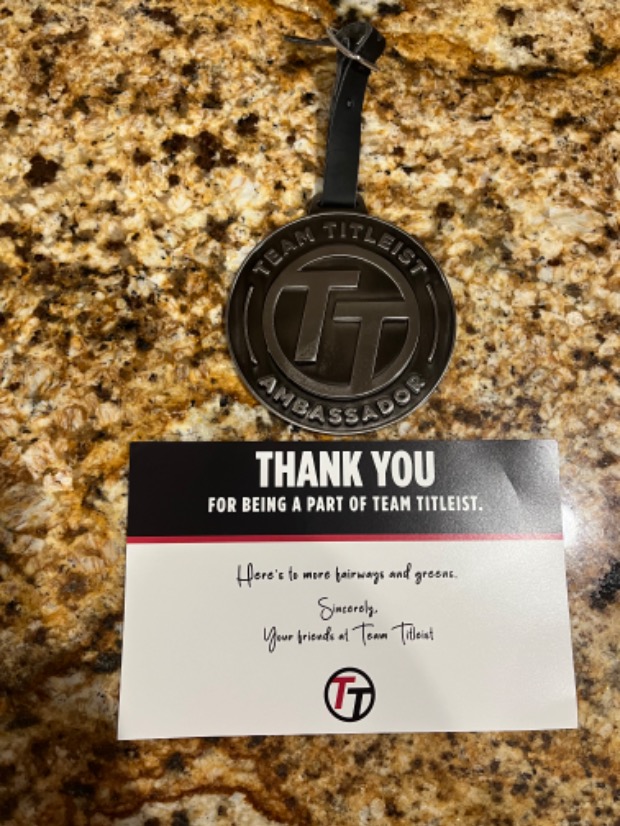 TEAM TITLEIST
TT
AMBASSADOR
THANK YOU
FOR BEING A PART OF TEAM TITLEIST.
Here's to more fairways and greens.
Sincerely,
Your friends at Team Titleist
TT